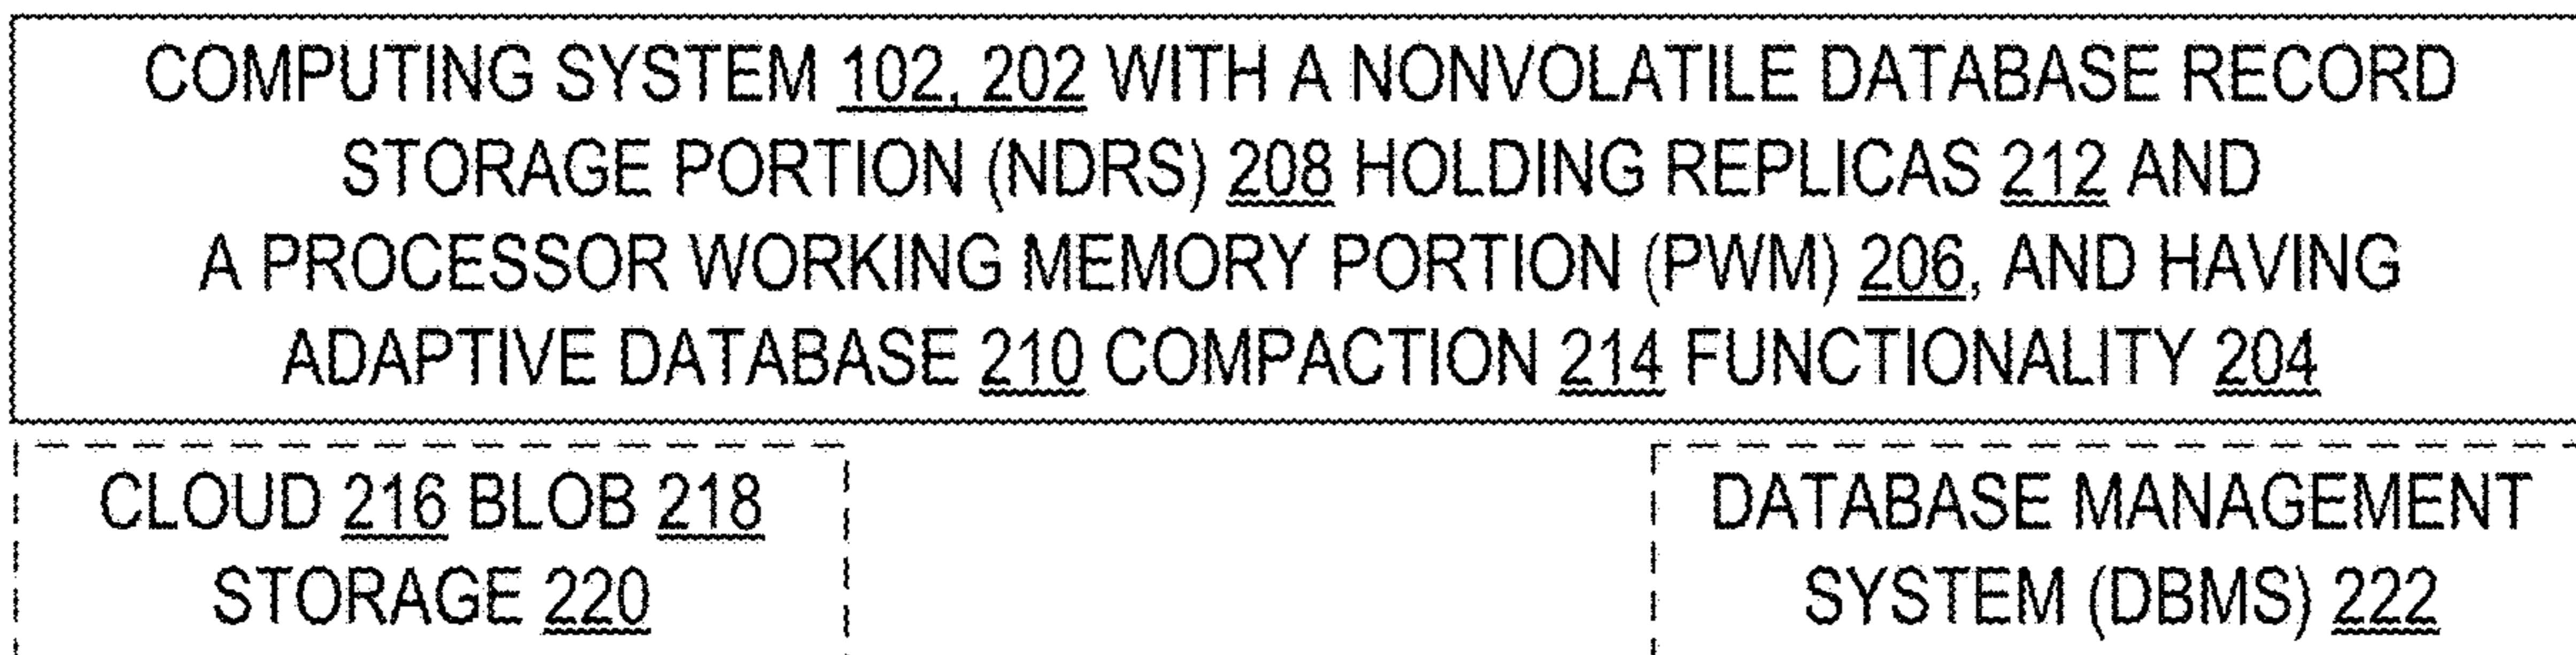 COMPUTING SYSTEM 102, 202 WITH A NONVOLATILE DATABASE RECORD
STORAGE PORTION (NDRS) 208 HOLDING REPLICAS 212 AND
A PROCESSOR WORKING MEMORY PORTION (PWM) 206, AND HAVING
ADAPTIVE DATABASE 210 COMPACTION 214 FUNCTIONALITY 204
CLOUD 216 BLOB 218
STORAGE 220
DATABASE MANAGEMENT
SYSTEM (DBMS) 222